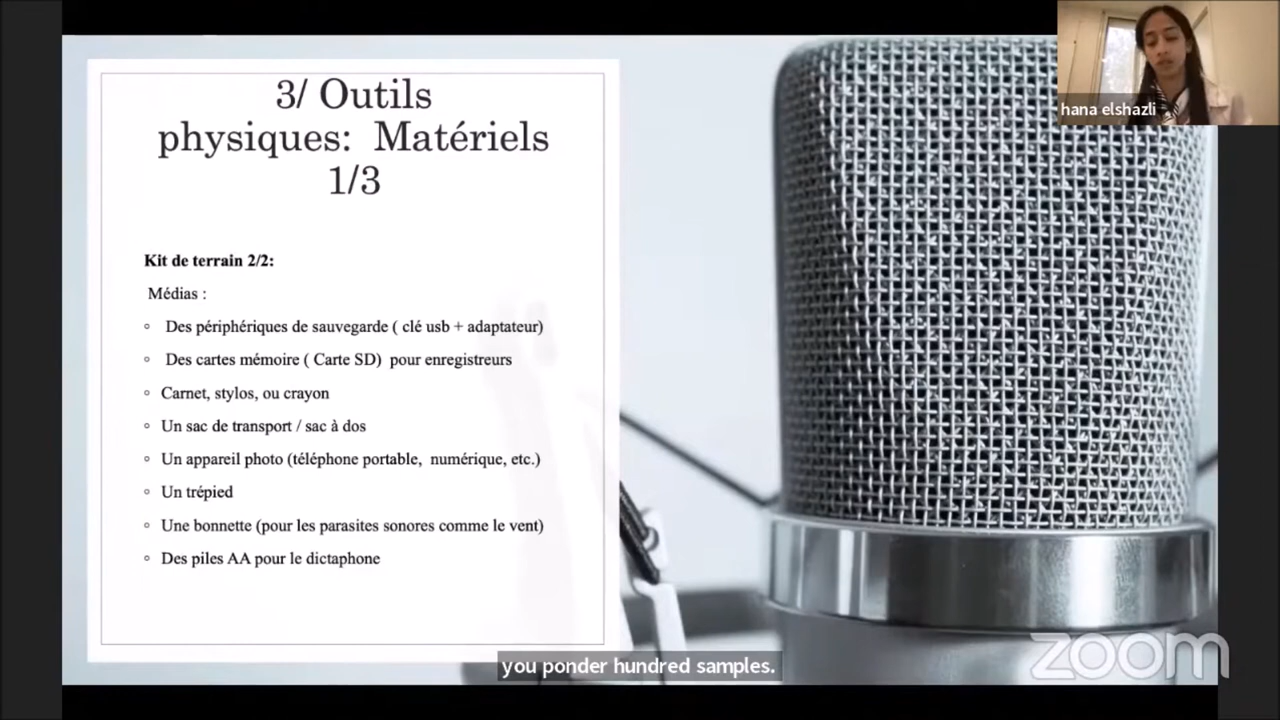 3/ Outils
physiques: Matériels
1/3
Kit de terrain 2/2:
Médias :
Des périphériques de sauvegarde ( clé usb + adaptateur)
Des cartes mémoire ( Carte SD) pour enregistreurs
Carnet, stylos, ou crayon
Un sac de transport / sac à dos
Un appareil photo (téléphone portable, numérique, etc.)
Un trépied
Une bonnette (pour les parasites sonores comme le vent)
Des piles AA pour le dictaphone
hana elshazli
you ponder hundred samples.
zoom